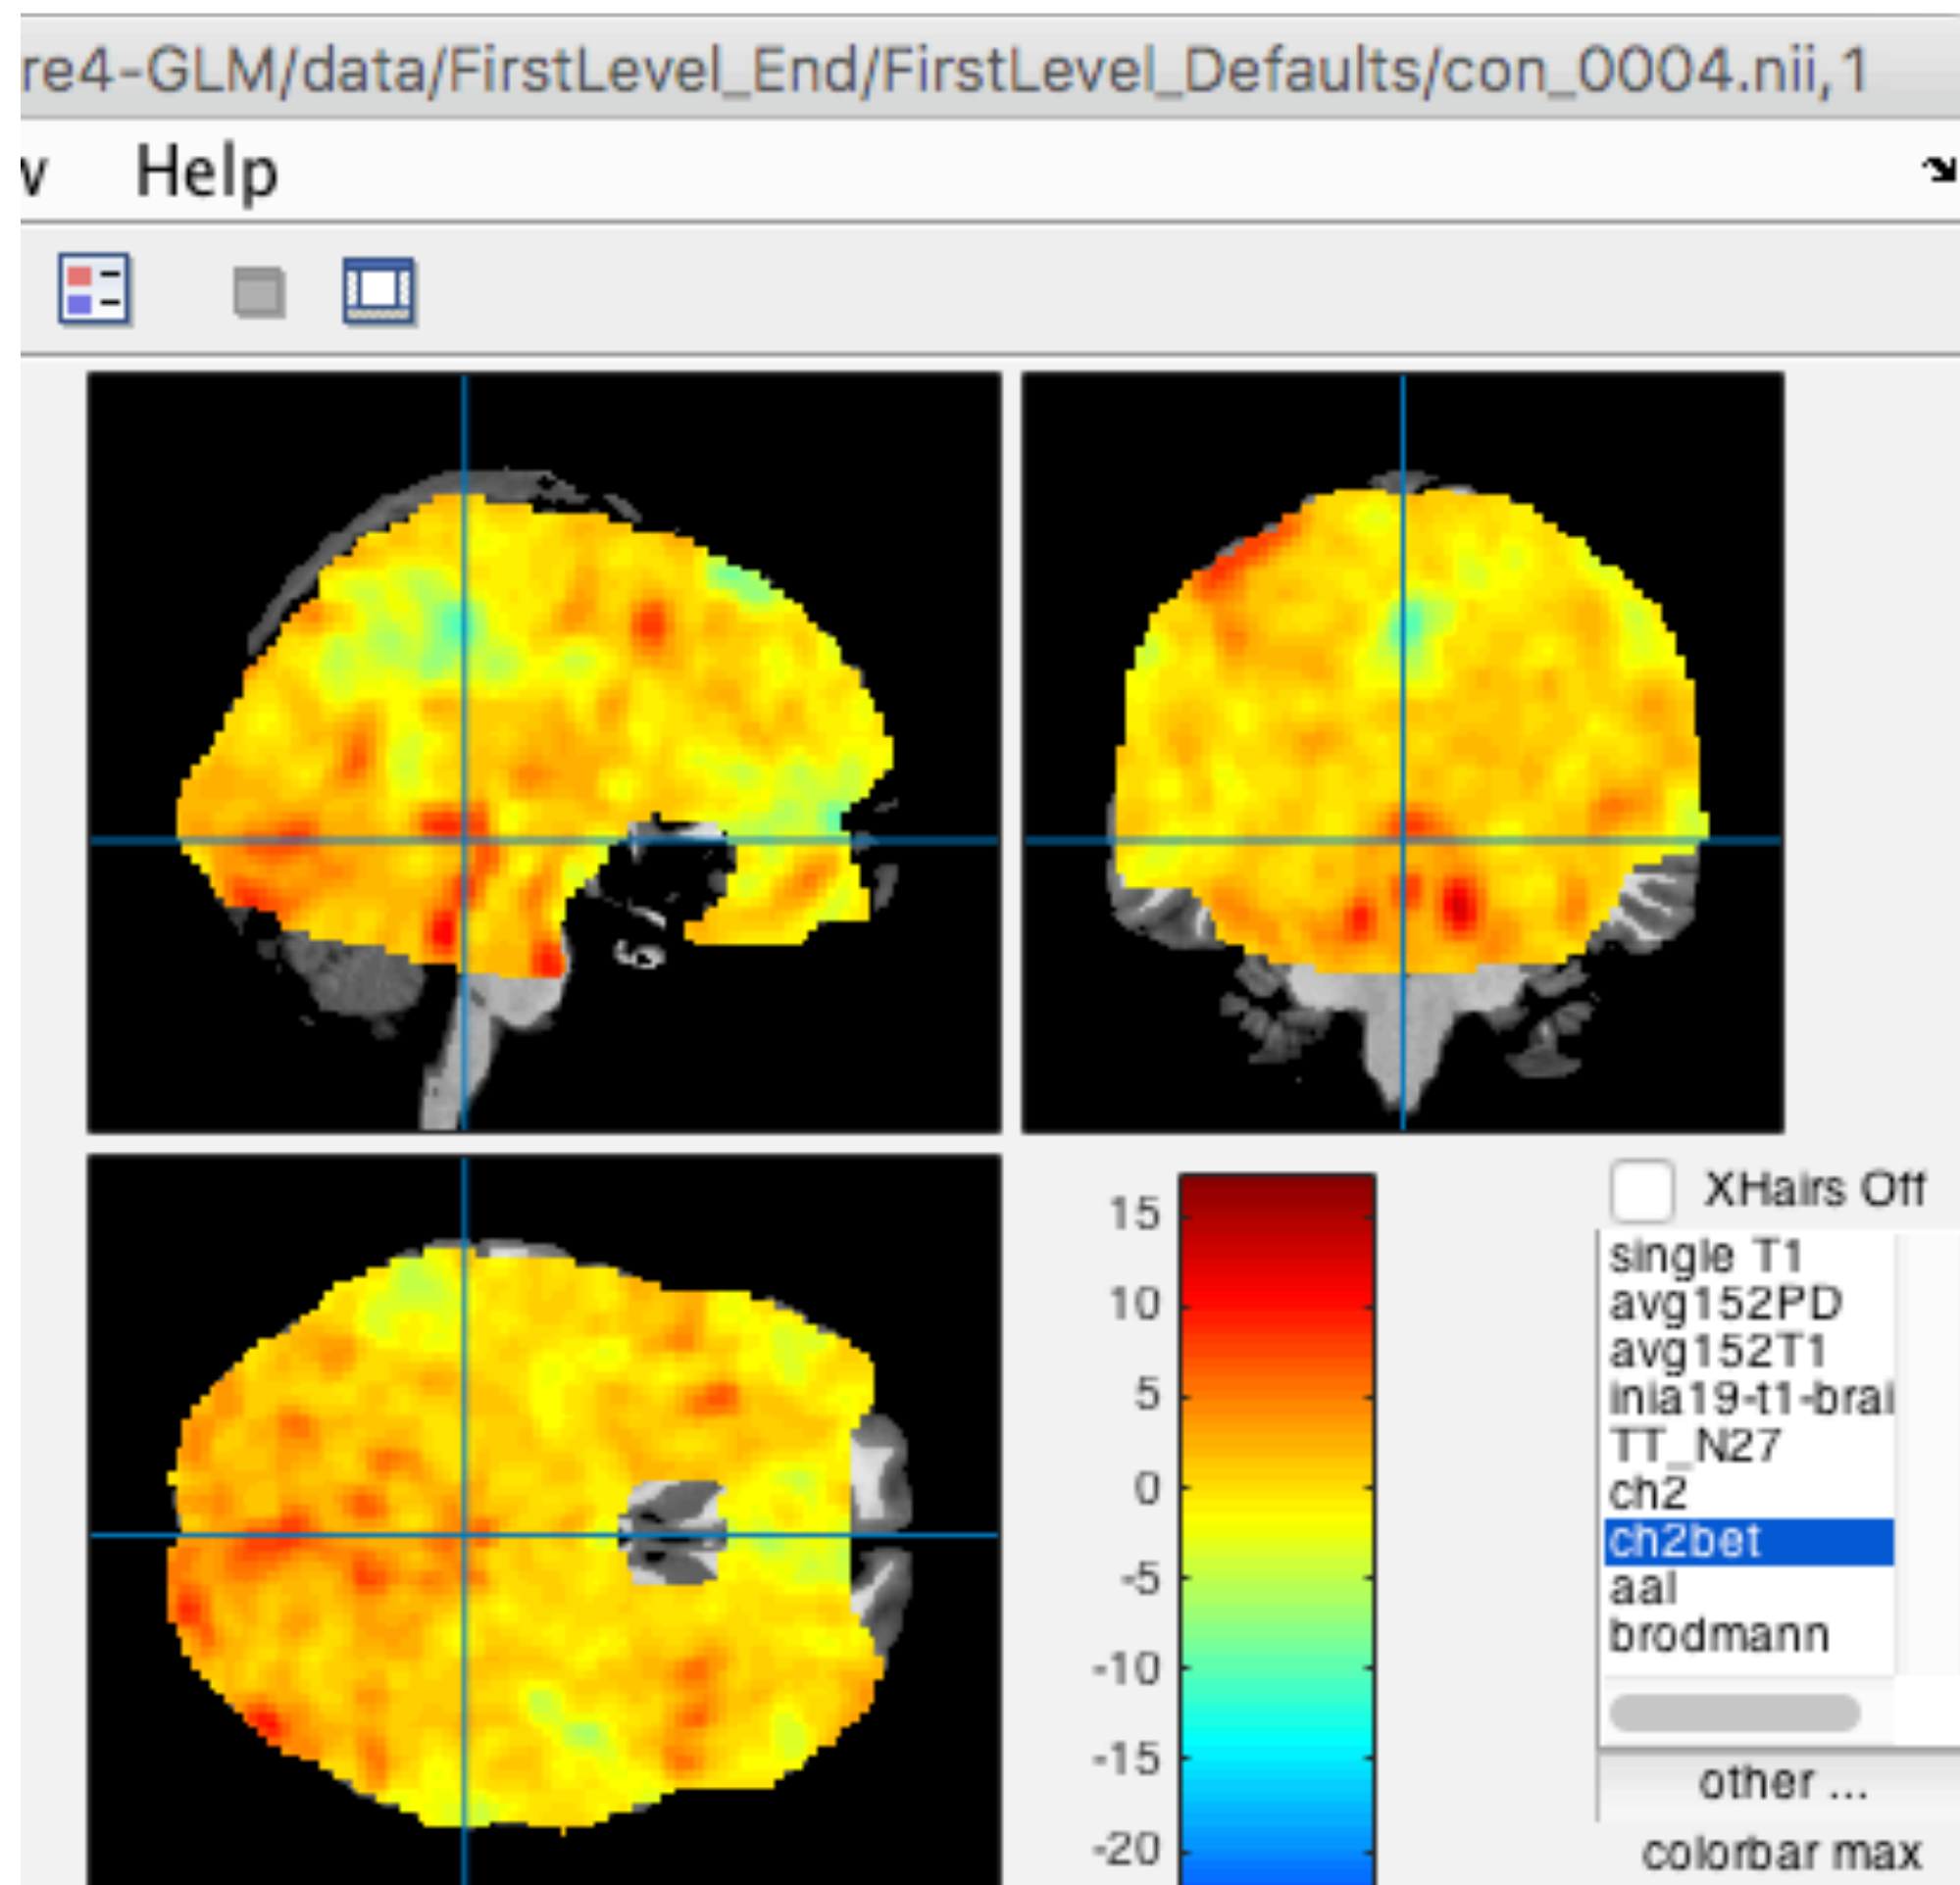 re4-GLM/data/FirstLevel_End/FirstLevel_Defaults/con_0004.nii,1
Help
15
10
5
0
-5
-10
-15
-20
XHairs Off
single T1
avg152PD
avg152T1
inia19-t1-brai
TT_N27
ch2
ch2bet
aal
brodmann
other ...
colorbar max